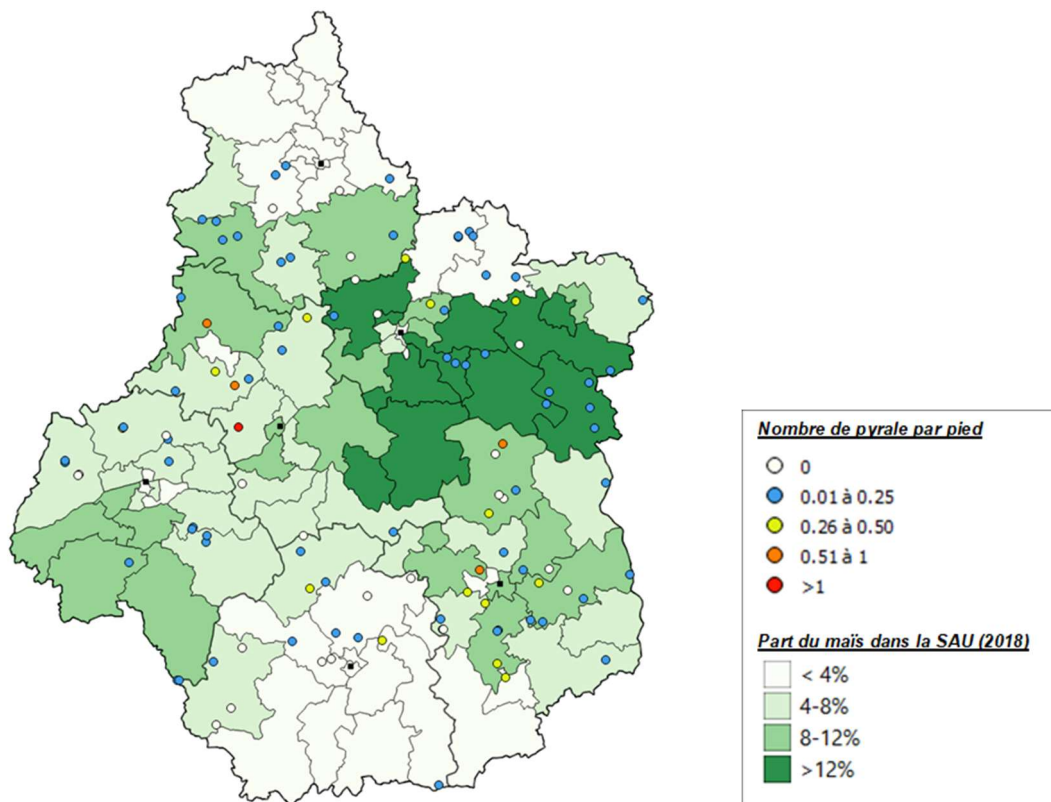 Nombre de pyrale par pied
0
0.01 à 0.25
0.26 à 0.50
0.51 à 1
>1
Part du maïs dans la SAU (2018)
< 4%
4-8%
8-12%
>12%